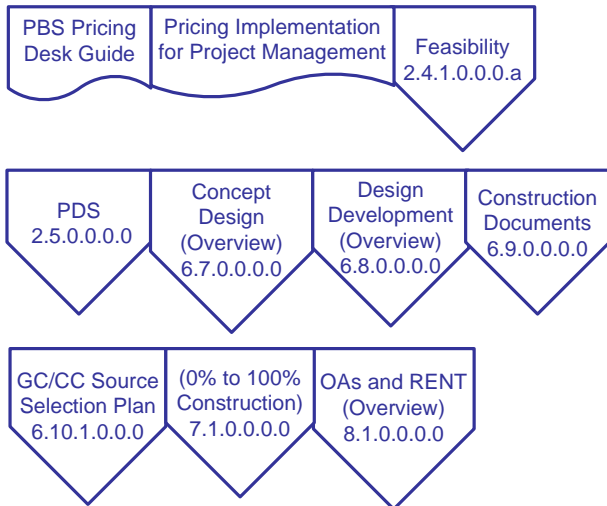 PBS Pricing
Desk Guide
Pricing Implementation
for Project Management
Feasibility
2.4.1.0.0.0.a
PDS
2.5.0.0.0.0
Concept
Design
(Overview)
6.7.0.0.0.0
Design
Development
(Overview)
6.8.0.0.0.0
Construction
Documents
6.9.0.0.0.0
GC/CC Source
Selection Plan
6.10.1.0.0.0
(0% to 100%
Construction)
7.1.0.0.0.0
OAs and RENT
(Overview)
8.1.0.0.0.0